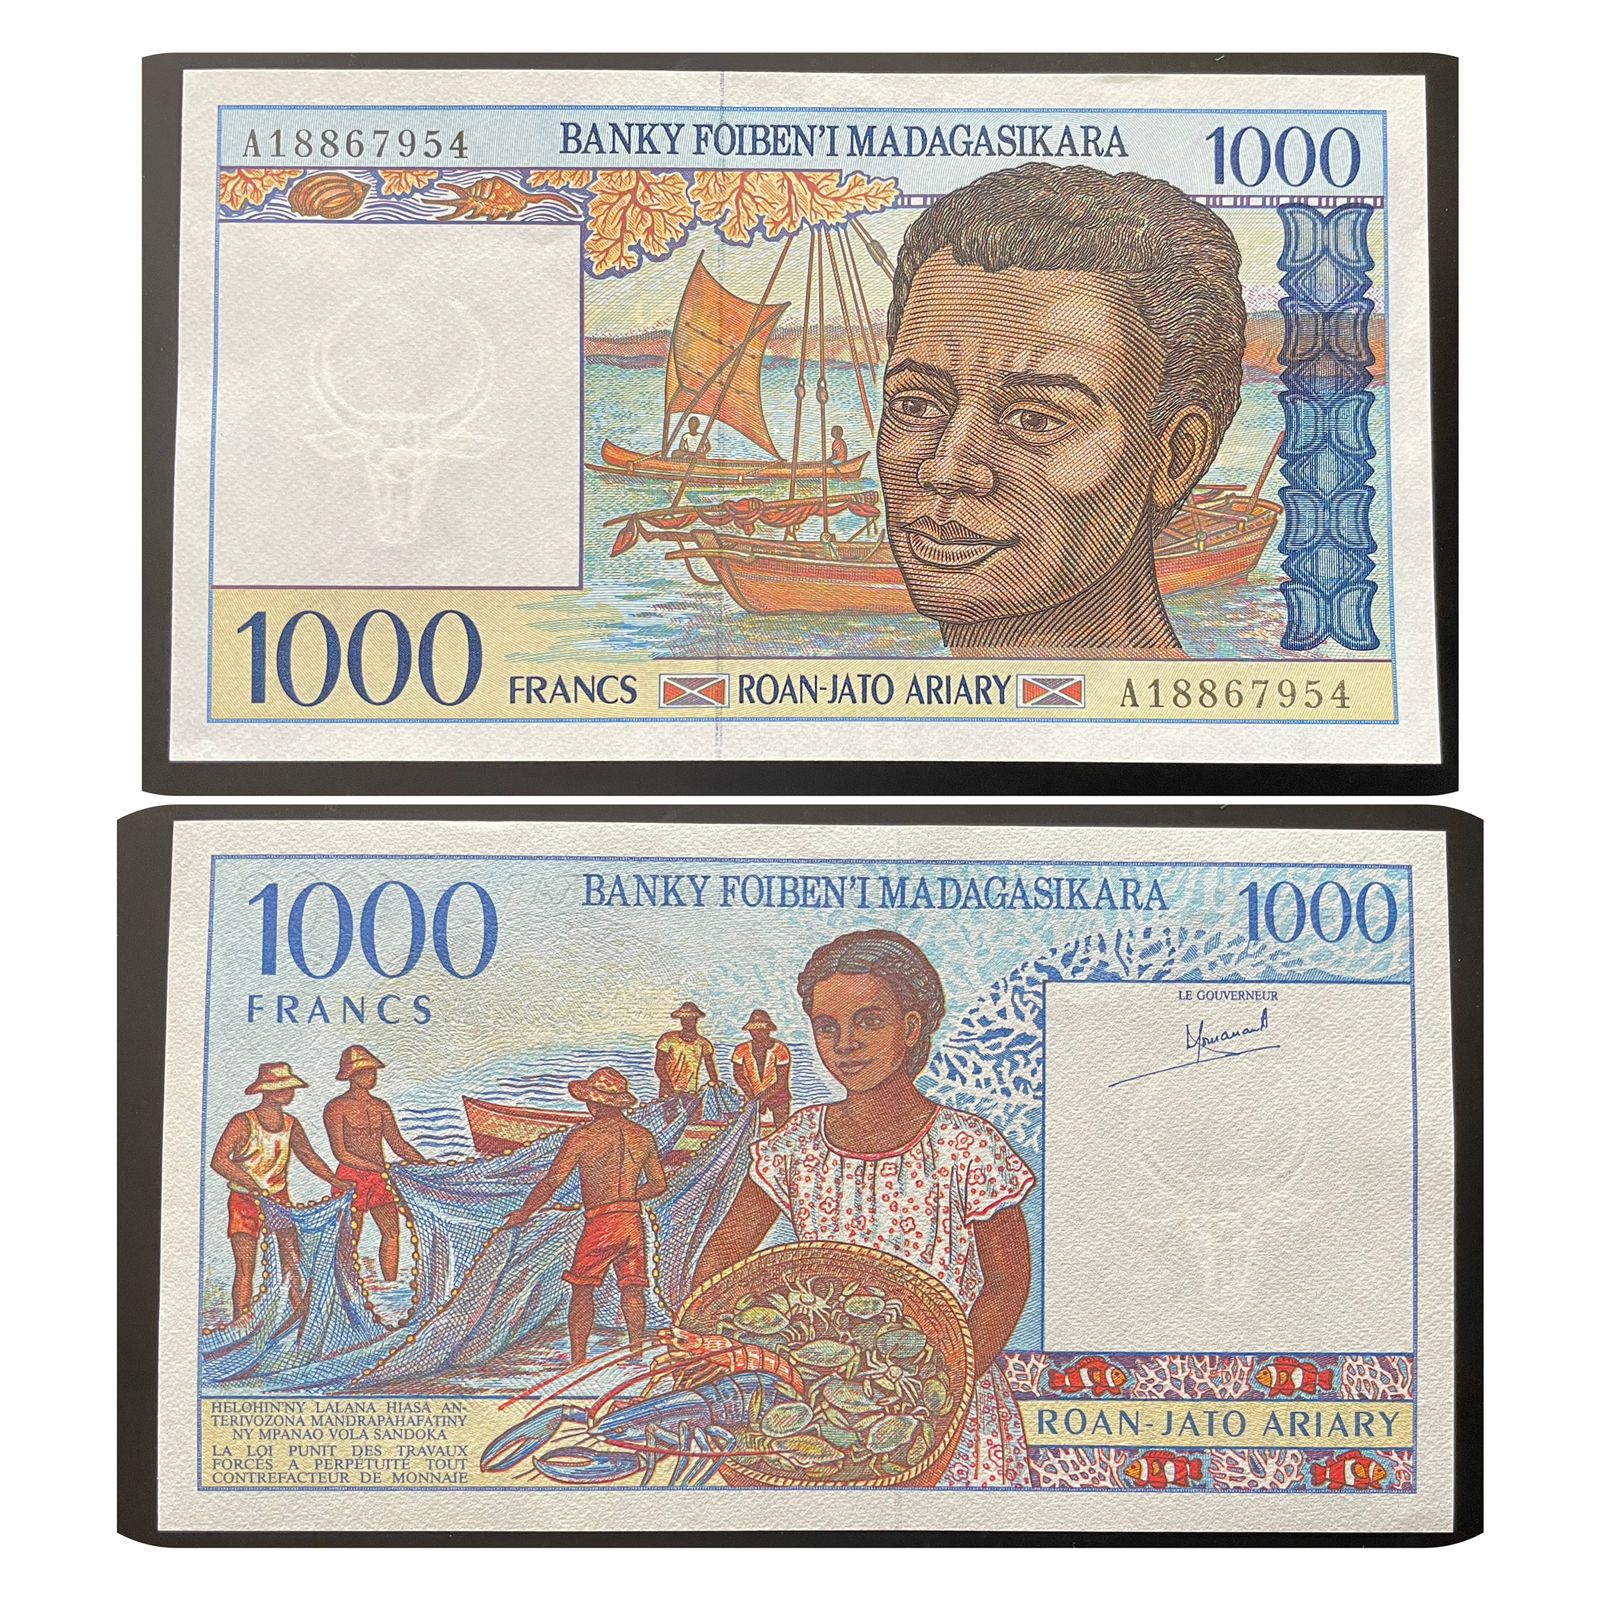 A18867954
BANKY FOIBEN'I MADAGASIKARA
1000
1000 FRANCS ROAN-JATO ARIARY A18867954
1000
FRANCS
BANKY FOIBEN'I MADAGASIKARA
1000
LE GOUVERNEUR
HELOHIN'NY LALANA HIASA AN-
TERIVOZONA MANDRAPAHAFATINY
NY MPANAO VOLA SANDOKA
LA LOI PUNIT DES TRAVAUX
FORCÉS A PERPÉTUITÉ TOUT
CONTREFACTEUR DE MONNAIE
ROAN-JATO ARIARY